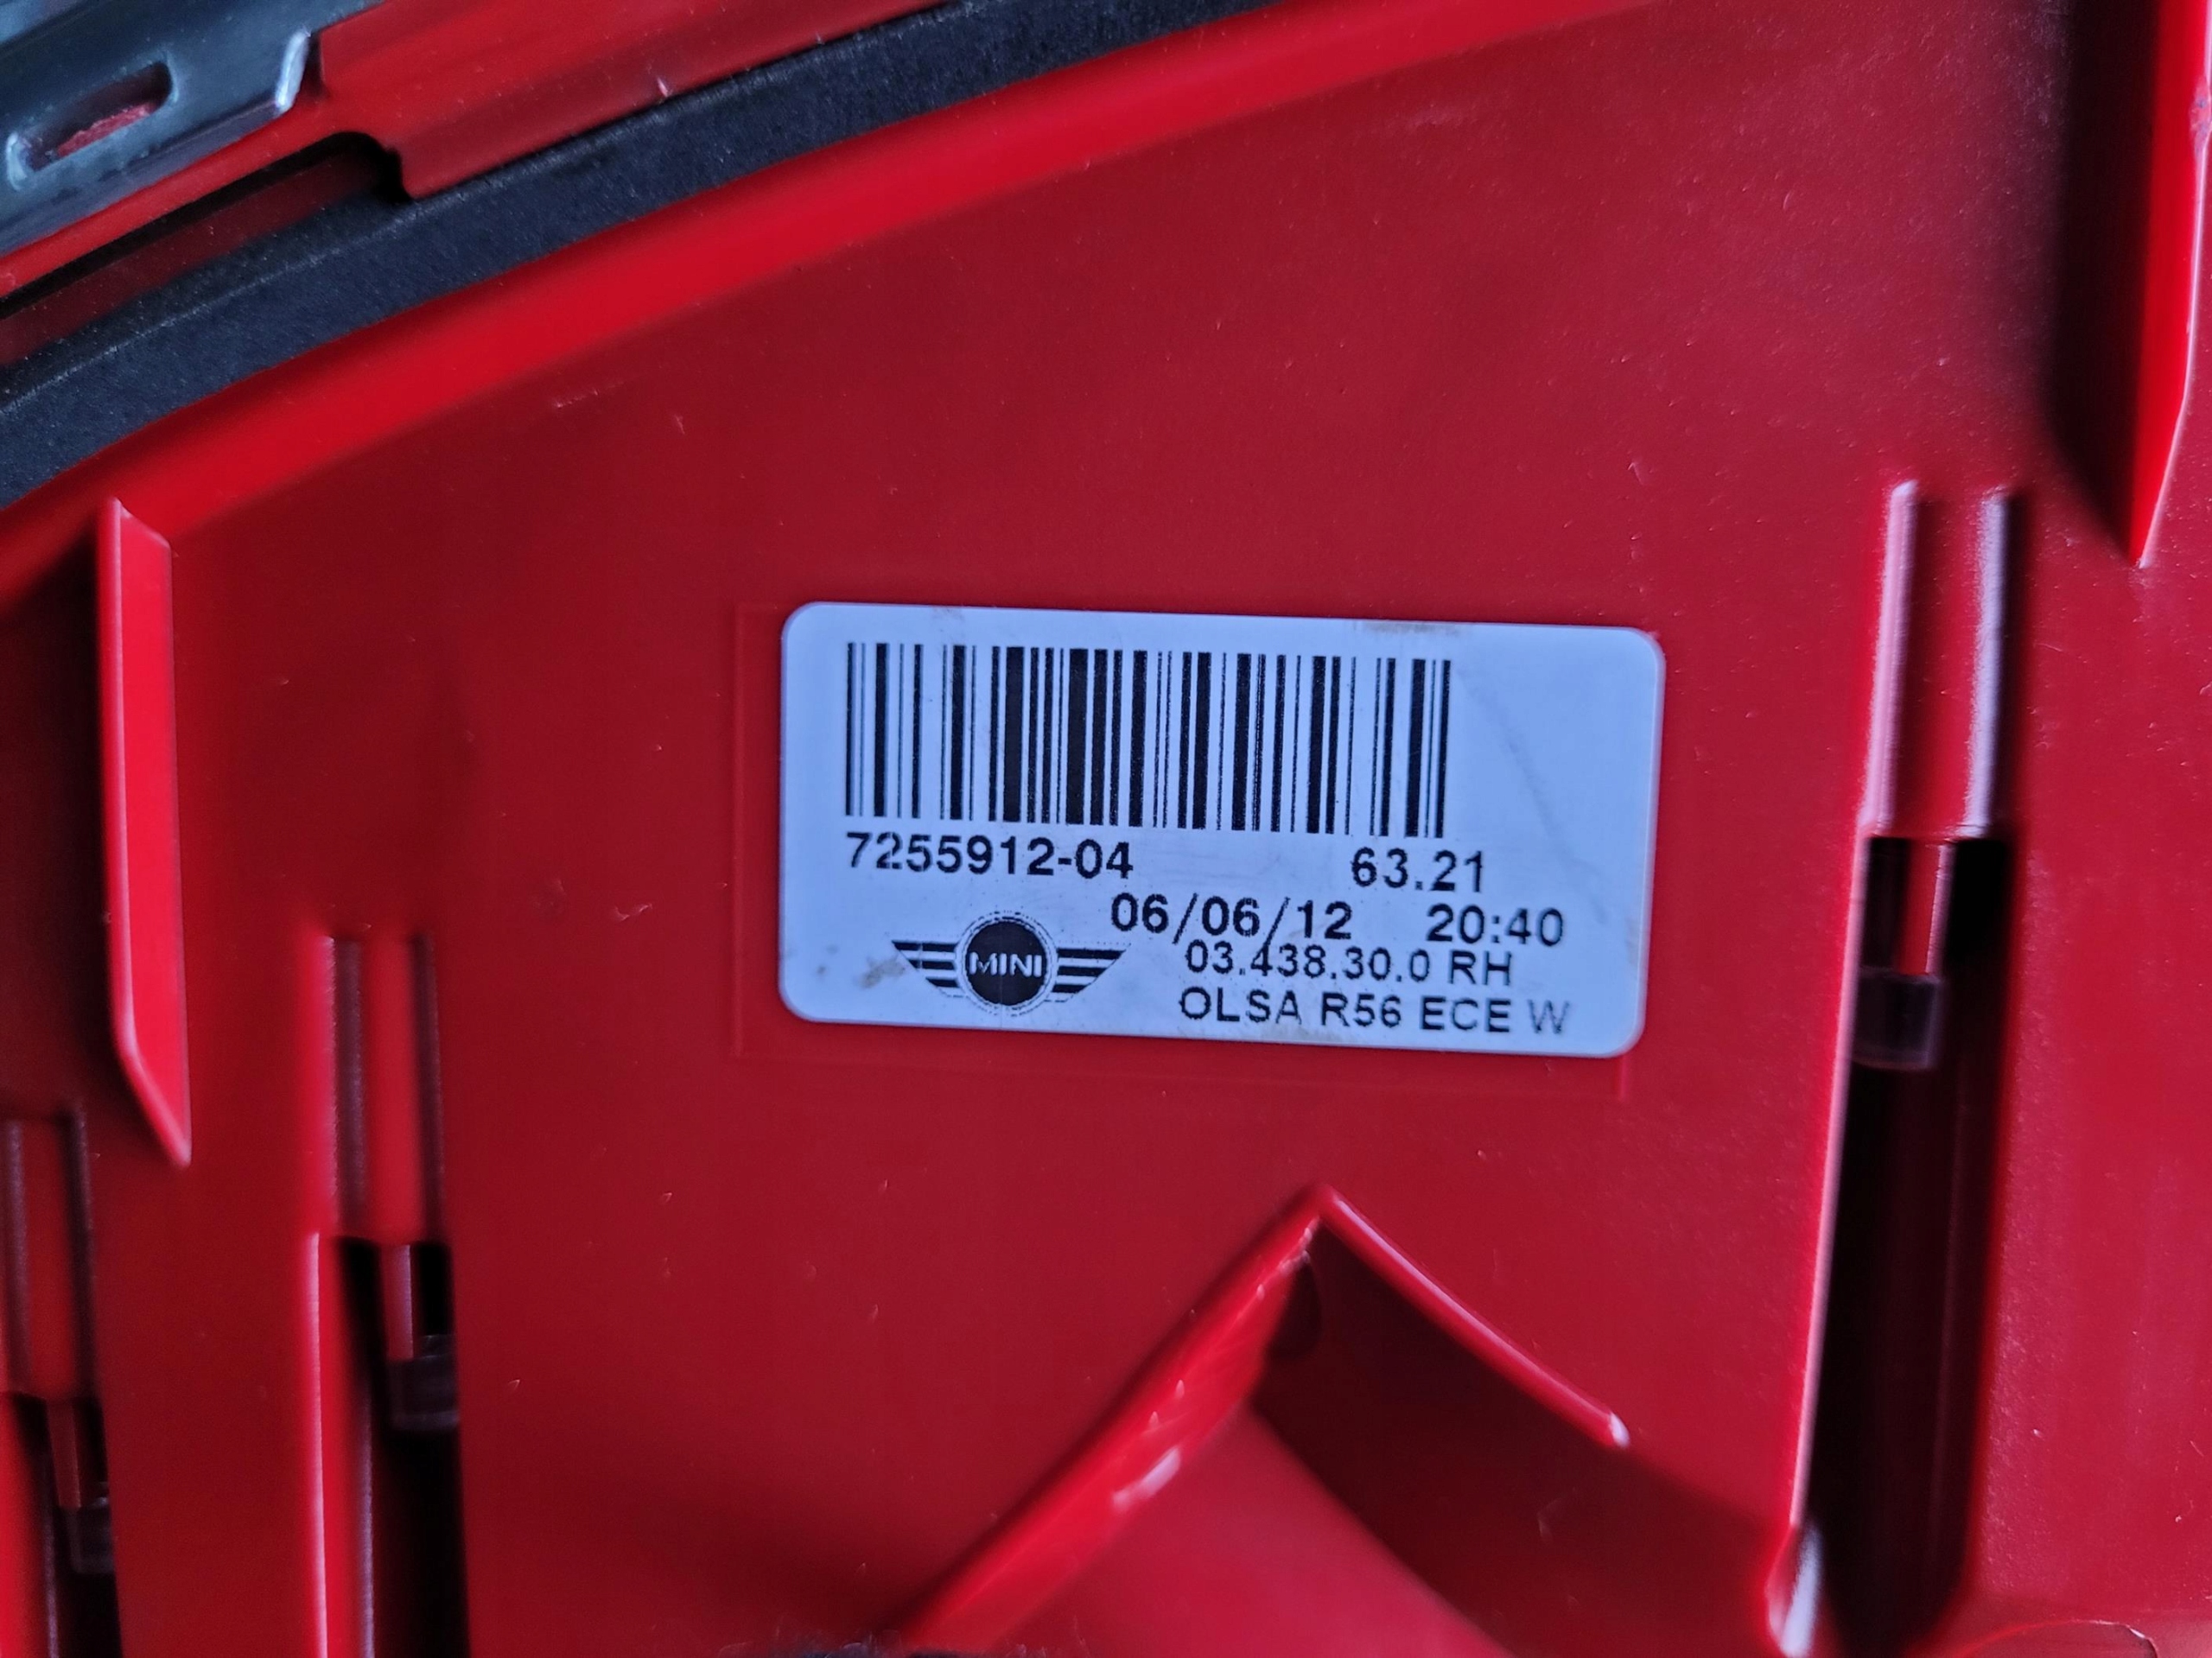 7255912-04 63.21
06/06/12 20:40
03.438.30.0 RH
MINI
OLSA R56 ECE W